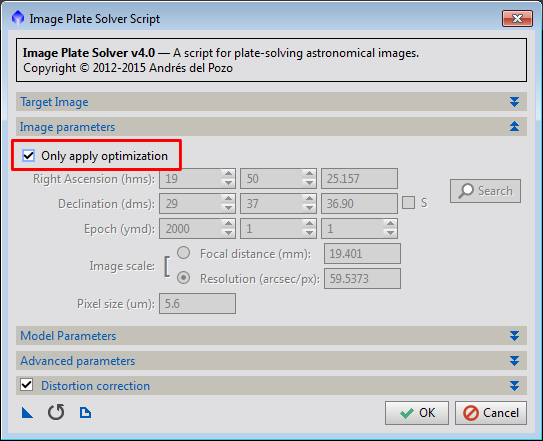 Image Plate Solver Script
Image Plate Solver v4.0 — A script for plate-solving astronomical images.
Copyright © 2012-2015 Andrés del Pozo
Target Image
Image parameters
Only apply optimization
Right Ascension (hms): 19 50 25.157
Declination (dms): 29 37 36.90 S Search
Epoch (ymd): 2000 1 1
Image scale: [ Focal distance (mm): 19.401
Resolution (arcsec/px): 59.5373
Pixel size (um): 5.6
Model Parameters
Advanced parameters
Distortion correction
OK Cancel